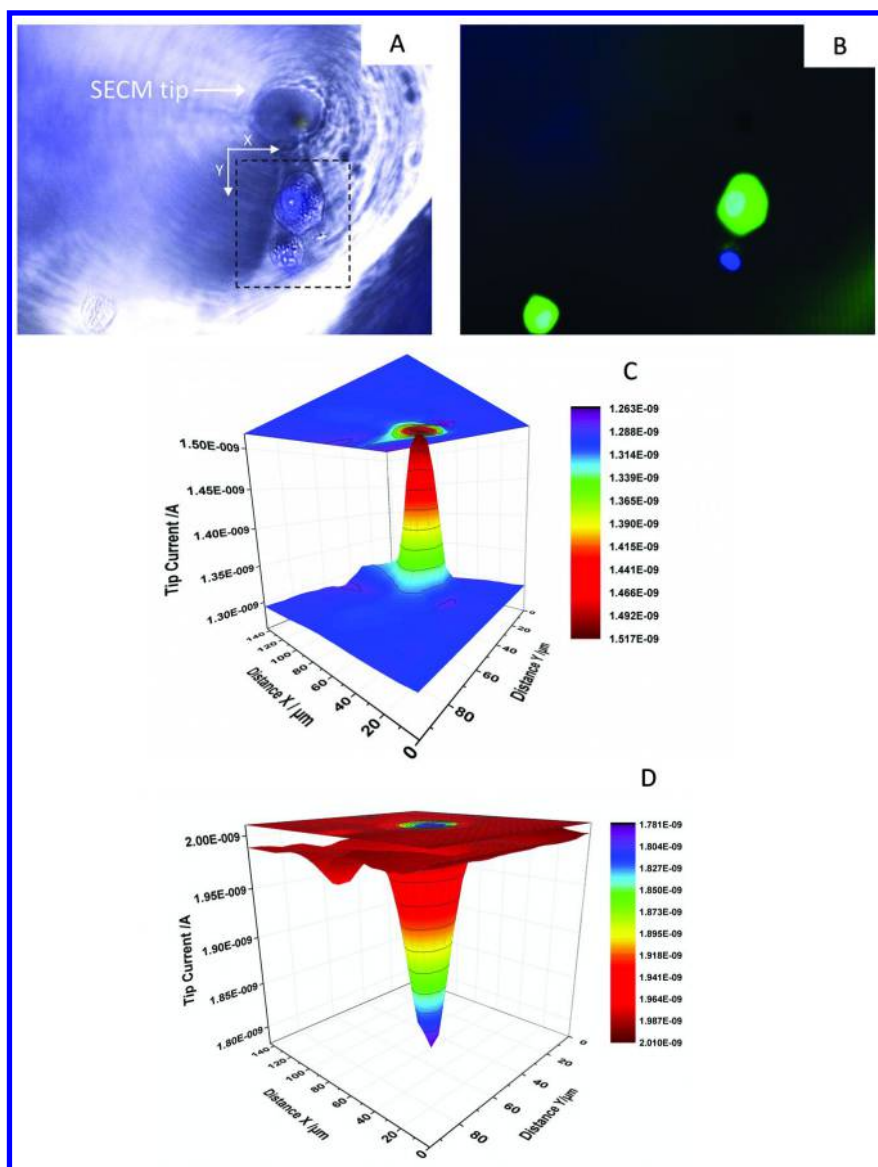 A
SECM tip
X
Y
B
C
1.50E-009
1.45E-009
1.40E-009
1.35E-009
1.30E-009
Tip Current /A
140
120
100
80
60
40
20
0
Distance X / µm
0
20
40
60
80
Distance Y /µm
1.263E-09
1.288E-09
1.314E-09
1.339E-09
1.365E-09
1.390E-09
1.415E-09
1.441E-09
1.466E-09
1.492E-09
1.517E-09
D
2.00E-009
1.95E-009
1.90E-009
1.85E-009
1.80E-009
Tip Current /A
140
120
100
80
60
40
20
0
Distance X /µm
0
20
40
60
80
Distance Y/µm
1.781E-09
1.804E-09
1.827E-09
1.850E-09
1.873E-09
1.895E-09
1.918E-09
1.941E-09
1.964E-09
1.987E-09
2.010E-09